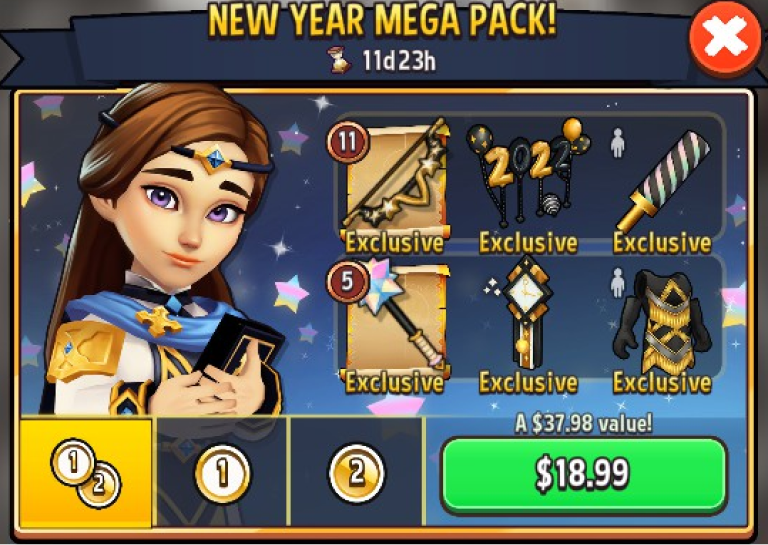 NEW YEAR MEGA PACK!
11d23h
11
2022
Exclusive Exclusive Exclusive
5
Exclusive Exclusive Exclusive
A $37.98 value!
1 2 1 2 $18.99